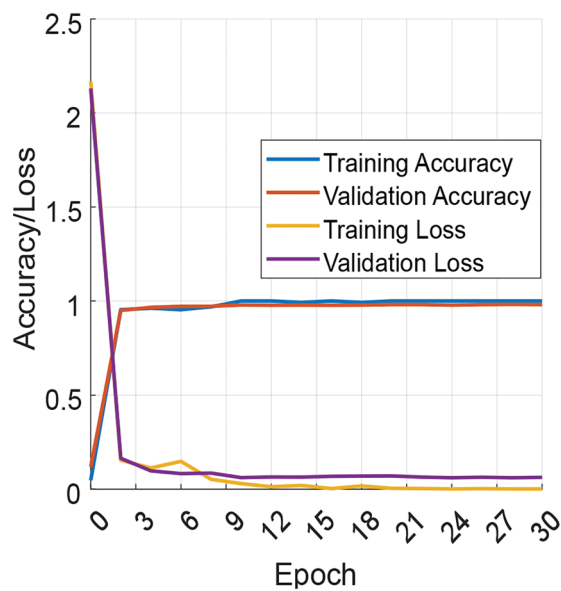 2.5
2
1.5
1
0.5
0
Accuracy/Loss
Training Accuracy
Validation Accuracy
Training Loss
Validation Loss
0 3 6 9 12 15 18 21 24 27 30
Epoch